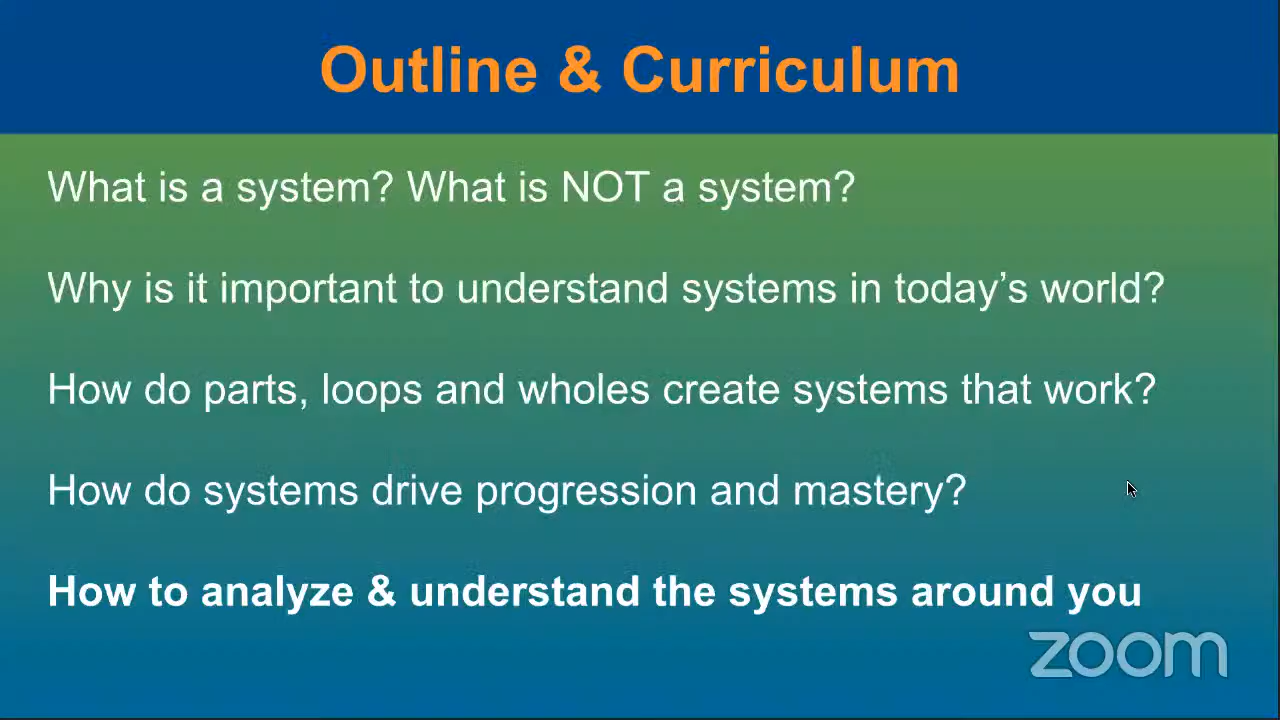 Outline & Curriculum
What is a system? What is NOT a system?
Why is it important to understand systems in today’s world?
How do parts, loops and wholes create systems that work?
How do systems drive progression and mastery?
How to analyze & understand the systems around you
zoom